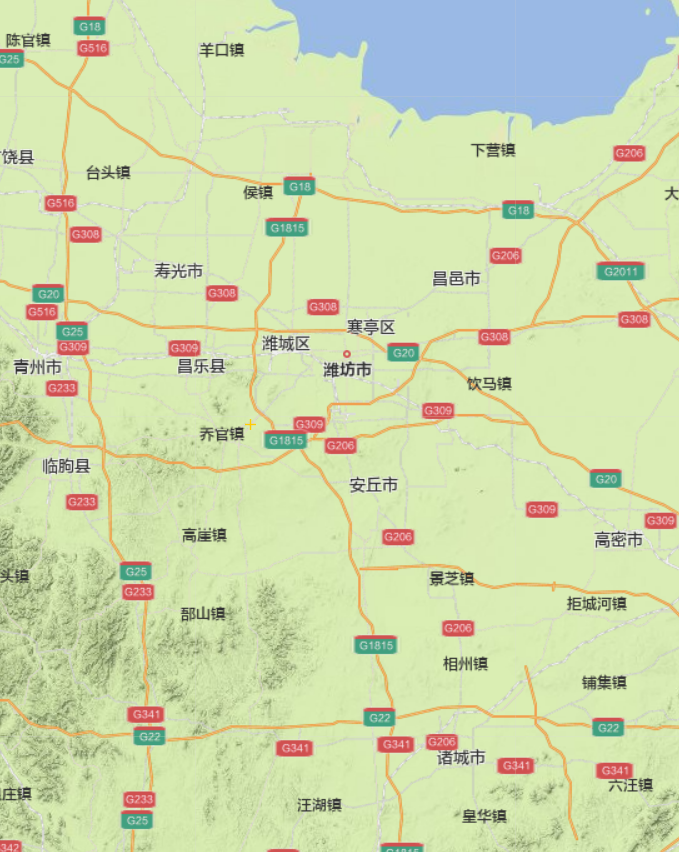 G18
陈官镇
G516
羊口镇
G25
下营镇
G206
饶县
台头镇
G18
侯镇
大
G516
G18
G1815
G308
G206
寿光市
G2011
昌邑市
G20
G308
G308
G516
G308
寒亭区
G25
G308
潍城区
G309
G309
G20
青州市
昌乐县
潍坊市
G233
饮马镇
G309
G309
乔官镇
G1815
G206
临朐县
G20
安丘市
G233
G309
G309
G206
高崖镇
高密市
G25
头镇
景芝镇
G233
拒城河镇
郚山镇
G206
G1815
相州镇
铺集镇
G341
G22
G22
G22
G341
G341
G206
诸城市
G341
G341
六汪镇
庄镇
G233
汪湖镇
G25
皇华镇
342
G1815